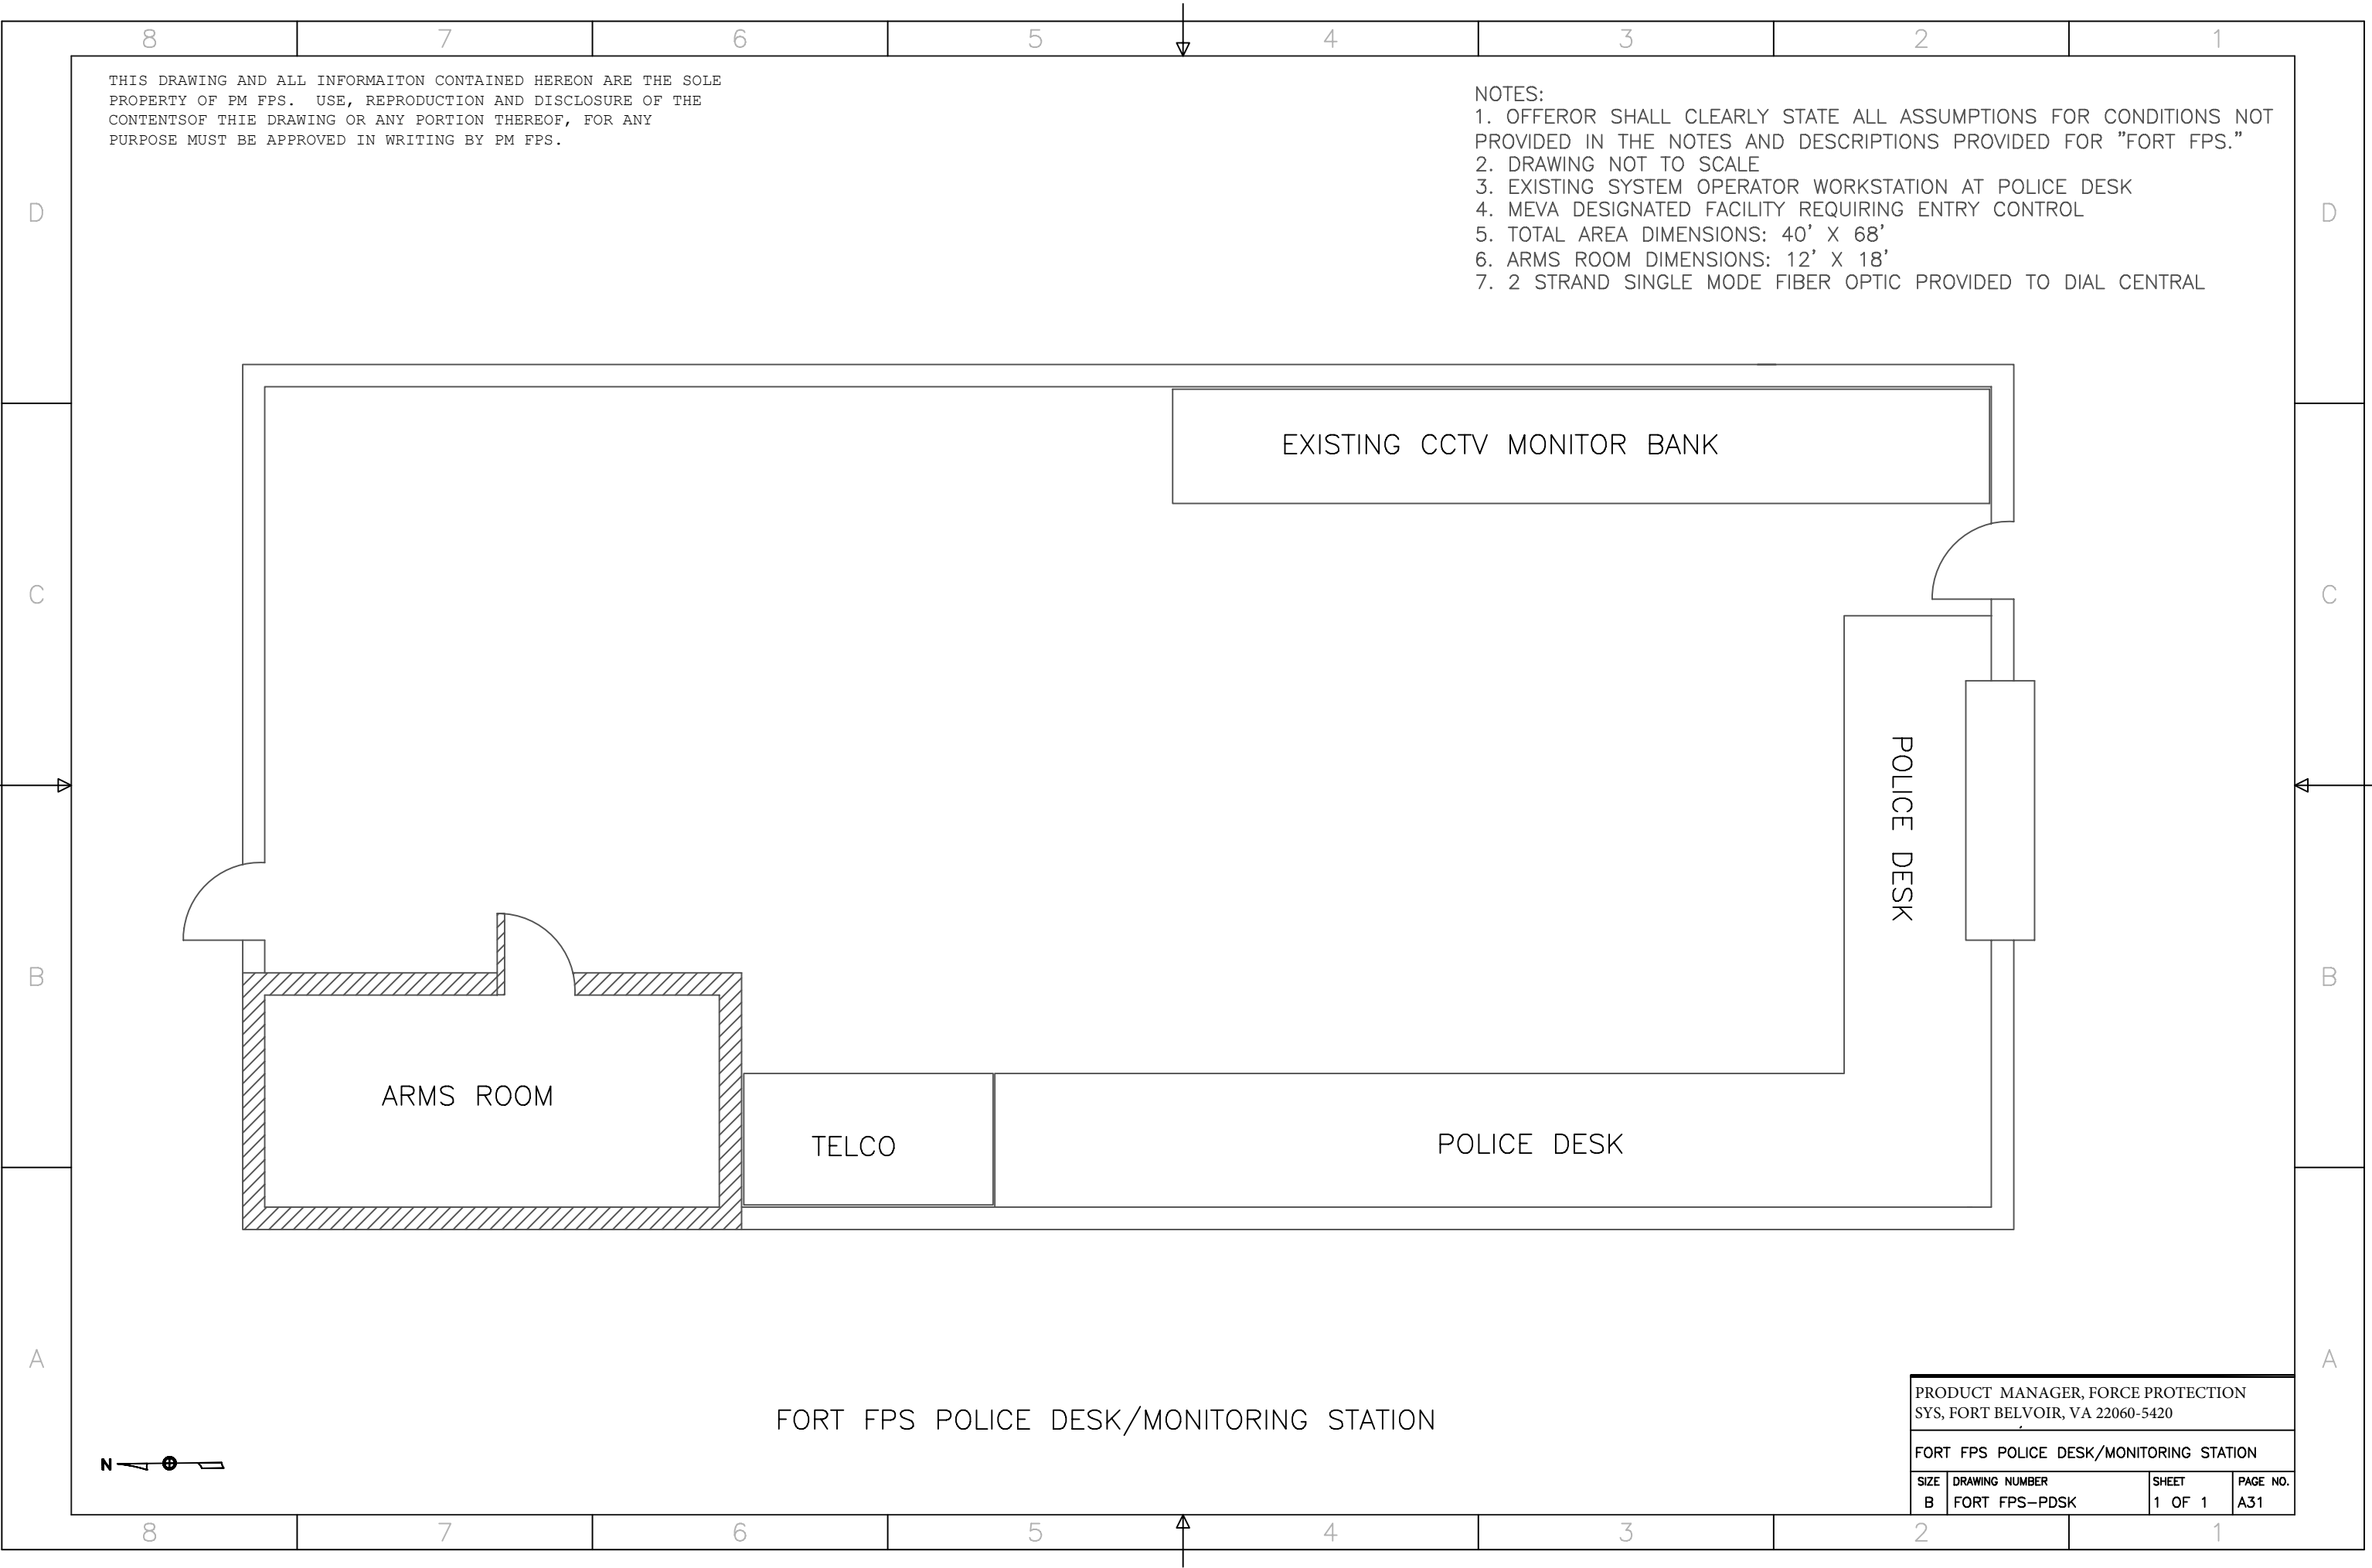 8 7 6 5 4 3 2 1
THIS DRAWING AND ALL INFORMAITON CONTAINED HEREON ARE THE SOLE
PROPERTY OF PM FPS.  USE, REPRODUCTION AND DISCLOSURE OF THE
CONTENTSOF THIE DRAWING OR ANY PORTION THEREOF, FOR ANY
PURPOSE MUST BE APPROVED IN WRITING BY PM FPS.
NOTES:
1. OFFEROR SHALL CLEARLY STATE ALL ASSUMPTIONS FOR CONDITIONS NOT
PROVIDED IN THE NOTES AND DESCRIPTIONS PROVIDED FOR "FORT FPS."
2. DRAWING NOT TO SCALE
3. EXISTING SYSTEM OPERATOR WORKSTATION AT POLICE DESK
4. MEVA DESIGNATED FACILITY REQUIRING ENTRY CONTROL
5. TOTAL AREA DIMENSIONS: 40' X 68'
6. ARMS ROOM DIMENSIONS: 12' X 18'
7. 2 STRAND SINGLE MODE FIBER OPTIC PROVIDED TO DIAL CENTRAL
D D
EXISTING CCTV MONITOR BANK
C C
POLICE DESK
B B
ARMS ROOM
TELCO
POLICE DESK
A A
FORT FPS POLICE DESK/MONITORING STATION
N
PRODUCT  MANAGER, FORCE PROTECTION
SYS, FORT BELVOIR, VA 22060-5420
FORT FPS POLICE DESK/MONITORING STATION
SIZE DRAWING NUMBER SHEET PAGE NO.
B FORT FPS-PDSK 1 OF 1 A31
8 7 6 5 4 3 2 1